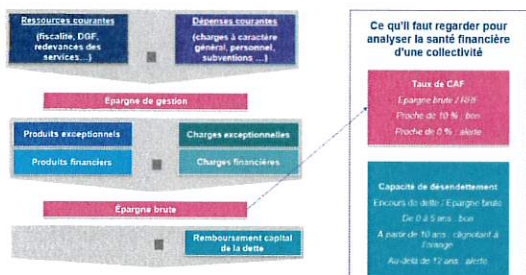 Ressources courantes
(fiscalité, DGF,
redevances des
services...)
Dépenses courantes
(charges à caractère
général, personnel,
subventions ...)
Épargne de gestion
Produits exceptionnels
Charges exceptionnelles
Produits financiers
Charges financières
Épargne brute
Remboursement capital
de la dette
Ce qu'il faut regarder pour
analyser la santé financière
d'une collectivité
Taux de CAF
Epargne brute / RRF
Proche de 10 % : bon
Proche de 0 % : alerte
Capacité de désendettement
Encours de dette / Epargne brute
De 0 à 5 ans : bon
A partir de 10 ans : clignotant à
l'orange
Au-delà de 12 ans : alerte